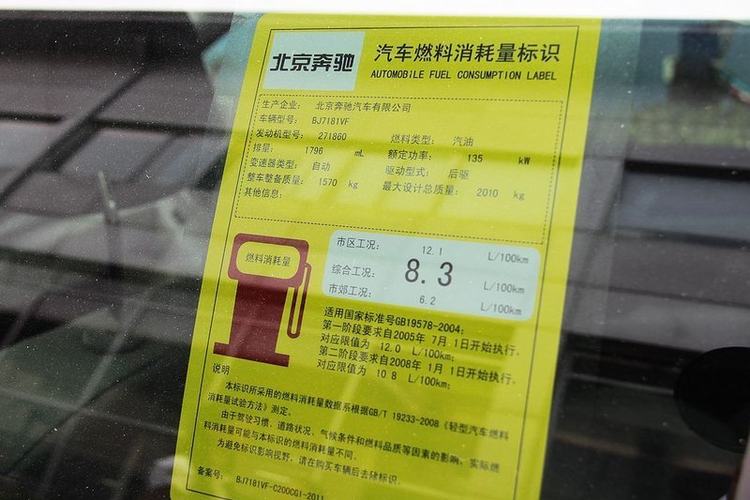 北京奔驰
汽车燃料消耗量标识
AUTOMOBILE FUEL CONSUMPTION LABEL
生产企业: 北京奔驰汽车有限公司
车辆型号: BJ7181VF
发动机型号: 271860 燃料类型: 汽油
排量: 1796 mL 额定功率: 135 kW
变速器类型: 自动 驱动型式: 后驱
整车整备质量: 1570 kg 最大设计总质量: 2010 kg
其他信息:
燃料消耗量
市区工况: 12.1 L/100km
综合工况: 8.3 L/100km
市郊工况: 6.2 L/100km
适用国家标准号GB19578-2004:
第一阶段要求自2005年 7月 1日开始执行,
对应限值为 12.0 L/100km;
第二阶段要求自2008年 1月 1日开始执行,
对应限值为 10.8 L/100km;
说明
本标识所采用的燃料消耗量数据系根据GB/T 19233-2008《轻型汽车燃料
消耗量试验方法》测定。
由于驾驶习惯、道路状况、气候条件和燃料品质等因素的影响, 实际燃
料消耗量可能与本标识的燃料消耗量不同。
为避免标识影响视野, 请在购买车辆后去除标识.
备案号: BJ7181VF-C200CG1-2011